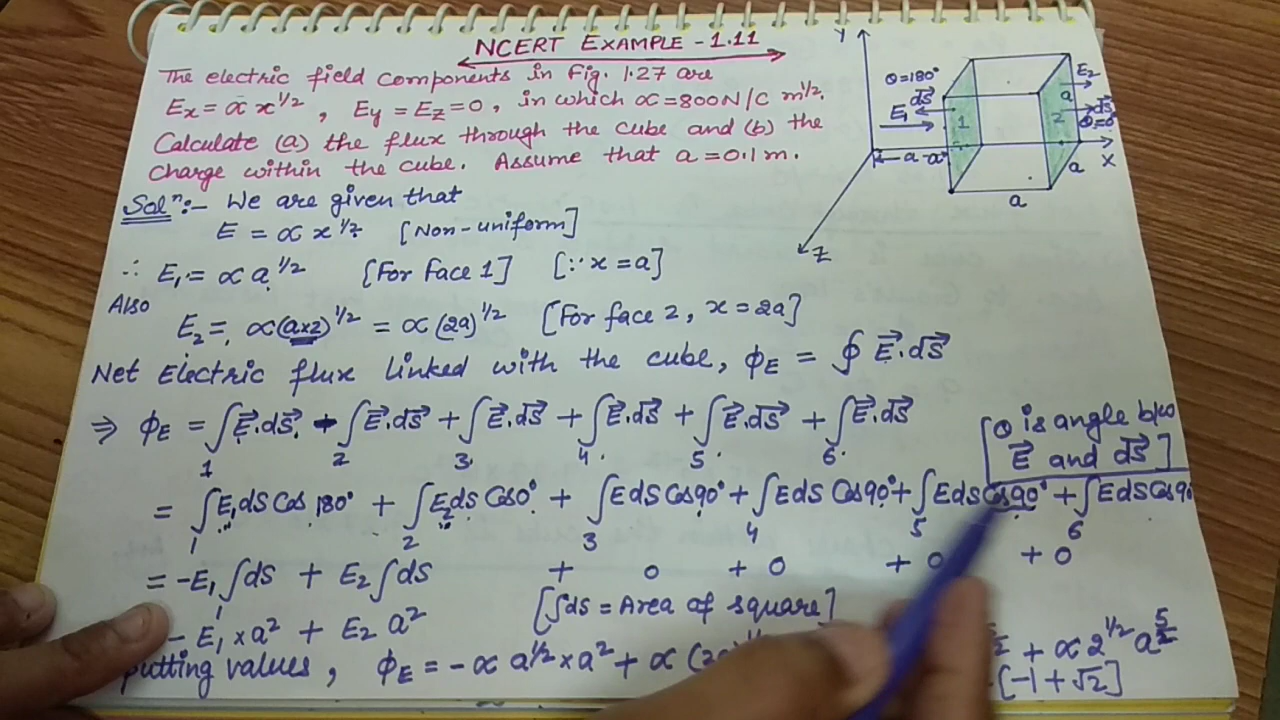 NCERT EXAMPLE - 1.11
The electric field components in Fig. 1.27 are
Ex = α x^1/2 , Ey = Ez = 0 , in which α = 800 N/C m^1/2.
Calculate (a) the flux through the cube and (b) the
charge within the cube. Assume that a = 0.1 m.
Y
θ=180°
dS
E1
1
E2
a
2
dS
θ=0°
X
a
a
a
Z
Solⁿ:- We are given that
E = α x^1/2 [Non-uniform]
∴ E1 = α a^1/2 [For Face 1] [∵ x = a]
Also
E2 = α(a×2)^1/2 = α(2a)^1/2 [For face 2, x = 2a]
Net Electric flux linked with the cube, ϕE = ∮ E⃗.dS⃗
⇒ ϕE = ∫1 E⃗.dS⃗ + ∫2 E⃗.dS⃗ + ∫3 E⃗.dS⃗ + ∫4 E⃗.dS⃗ + ∫5 E⃗.dS⃗ + ∫6 E⃗.dS⃗
[θ is angle b/w
E⃗ and dS⃗]
= ∫1 E1 dS Cos 180° + ∫2 E2 ds Cos 0° + ∫3 E dS Cos 90° + ∫4 E dS Cos 90° + ∫5 E ds Cos 90° + ∫6 E dS Cos 90
= -E1 ∫1 ds + E2 ∫ ds + 0 + 0 + 0 + 0
- E1 × a² + E2 a² [∫ds = Area of square]
putting values, ϕE = - α a^1/2 × a² + α (2a)
+ α 2^1/2 a^5/2
[-1 + √2]